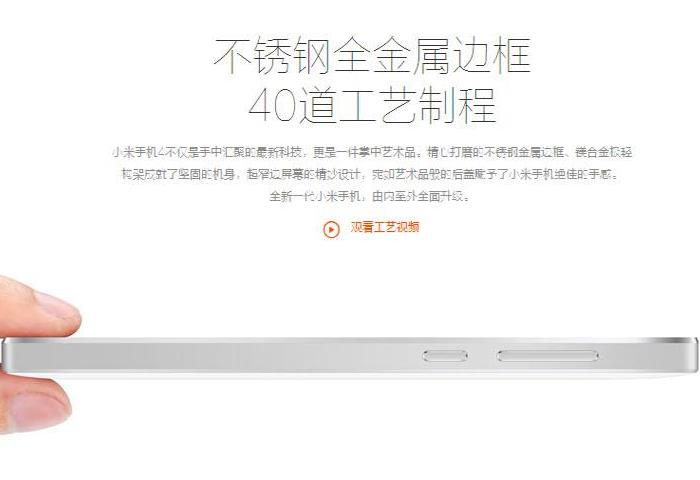 不锈钢全金属边框
40道工艺制程
小米手机4不仅是手中汇聚的最新科技，更是一件掌中艺术品。精心打磨的不锈钢金属边框、镁合金极轻
构架成就了坚固的机身，超窄边屏幕的精妙设计，宛如艺术品般的后盖赋予了小米手机绝佳的手感。
全新一代小米手机，由内至外全面升级。
观看工艺视频